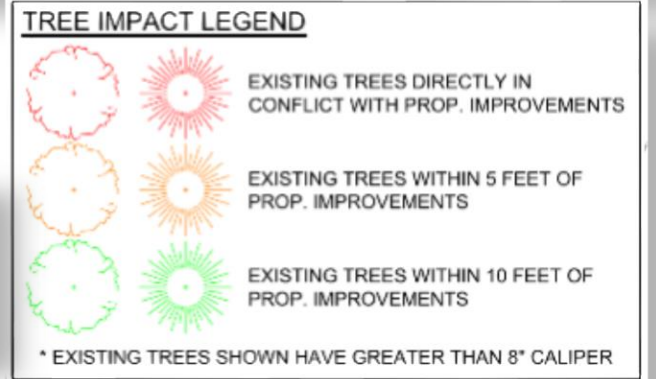 TREE IMPACT LEGEND
EXISTING TREES DIRECTLY IN
CONFLICT WITH PROP. IMPROVEMENTS
EXISTING TREES WITHIN 5 FEET OF
PROP. IMPROVEMENTS
EXISTING TREES WITHIN 10 FEET OF
PROP. IMPROVEMENTS
* EXISTING TREES SHOWN HAVE GREATER THAN 8" CALIPER